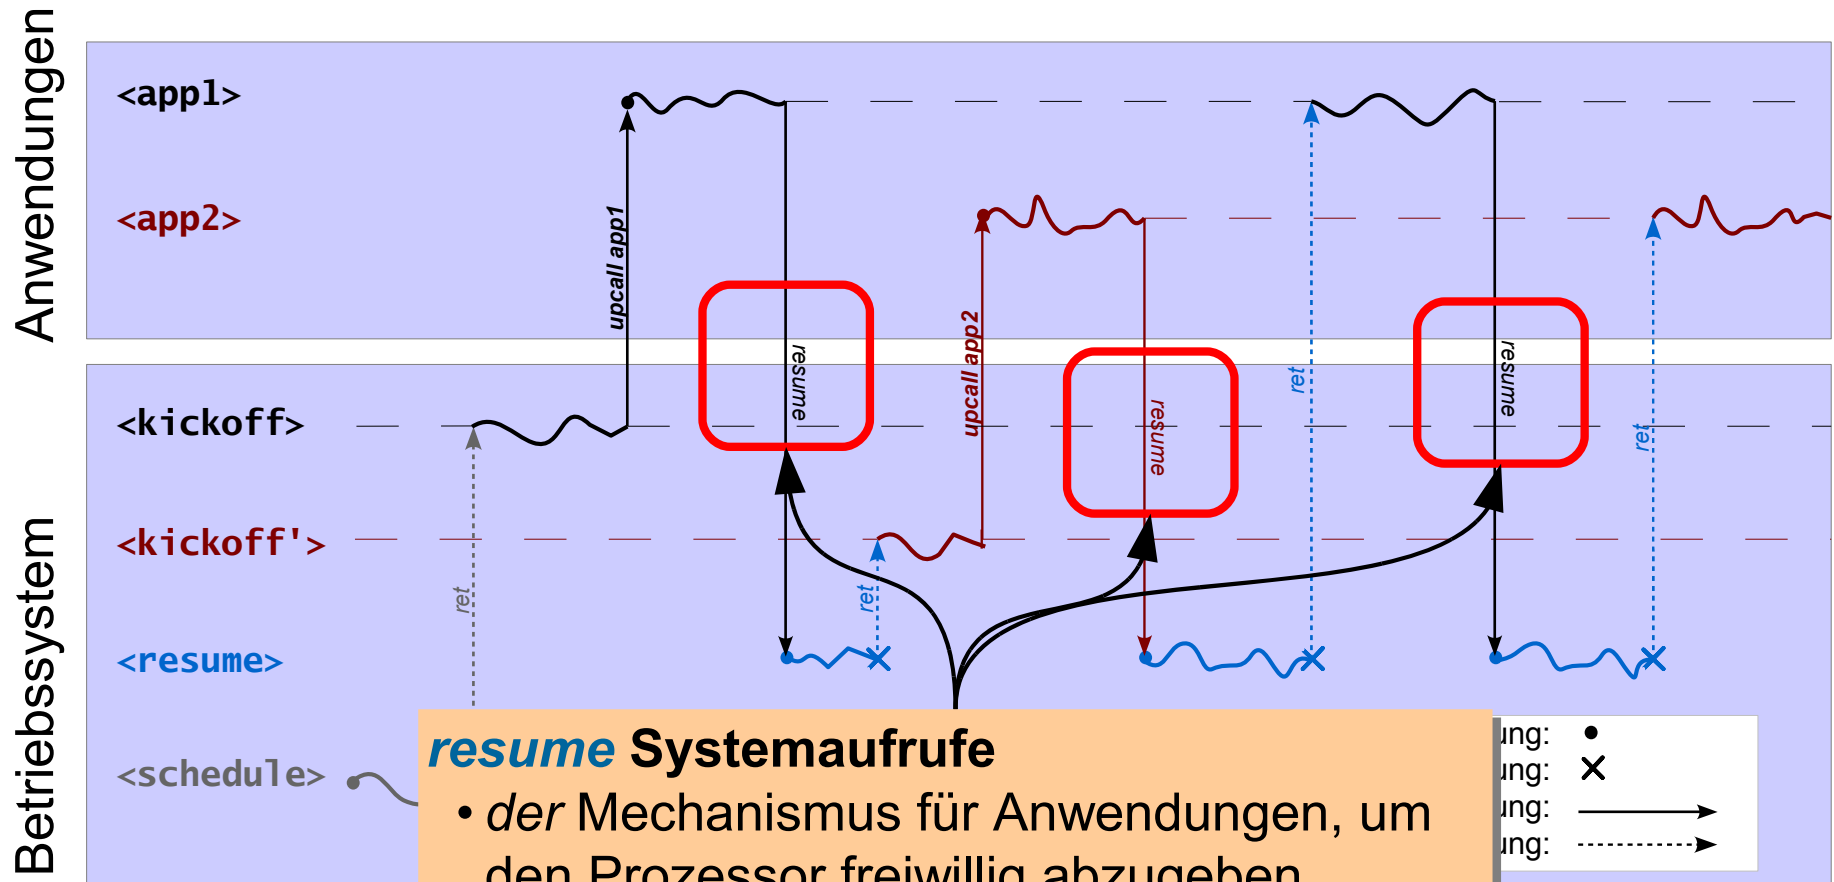 Anwendungen
<app1>
<app2>
upcall app1
resume
upcall app2
resume
ret
resume
ret
Betriebssystem
<kickoff>
<kickoff'>
ret
ret
<resume>
<schedule>
resume Systemaufrufe
• der Mechanismus für Anwendungen, um
den Prozessor freiwillig abzugeben
ung:
ung:
ung:
ung: